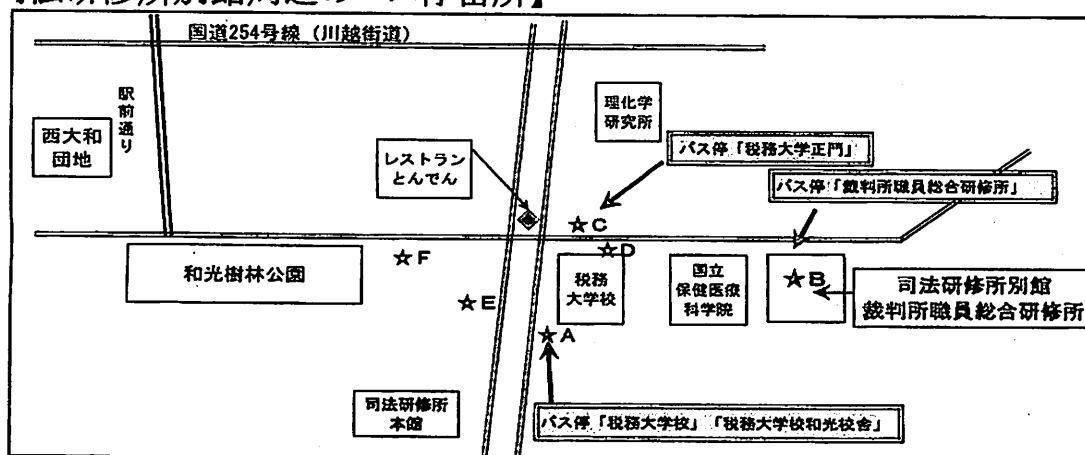 国道254号線（川越街道）
駅前通り
西大和
団地
理化学
研究所
レストラン
とんでん
バス停「税務大学正門」
バス停「裁判所職員総合研修所」
☆C
☆D
☆F
和光樹林公園
☆E
税務
大学校
国立
保健医療
科学院
☆B
司法研修所別館
裁判所職員総合研修所
☆A
司法研修所
本館
バス停「税務大学校」「税務大学校和光校舎」